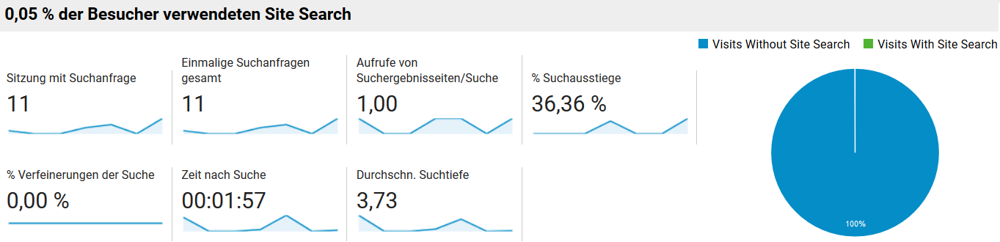 0,05 % der Besucher verwendeten Site Search
Visits Without Site Search
Visits With Site Search
Sitzung mit Suchanfrage
11
Einmalige Suchanfragen
gesamt
11
Aufrufe von
Suchergebnisseiten/Suche
1,00
% Suchausstiege
36,36 %
% Verfeinerungen der Suche
0,00 %
Zeit nach Suche
00:01:57
Durchschn. Suchtiefe
3,73
100%